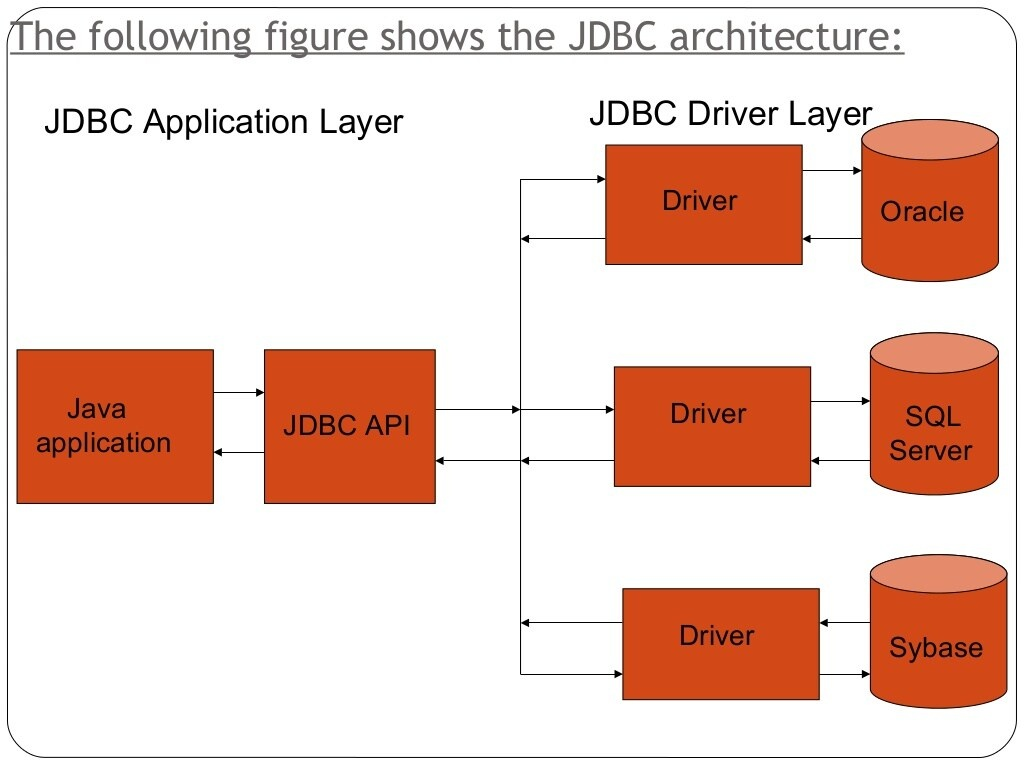 The following figure shows the JDBC architecture:
JDBC Application Layer
JDBC Driver Layer
Driver
Oracle
Java
application
JDBC API
Driver
SQL
Server
Driver
Sybase